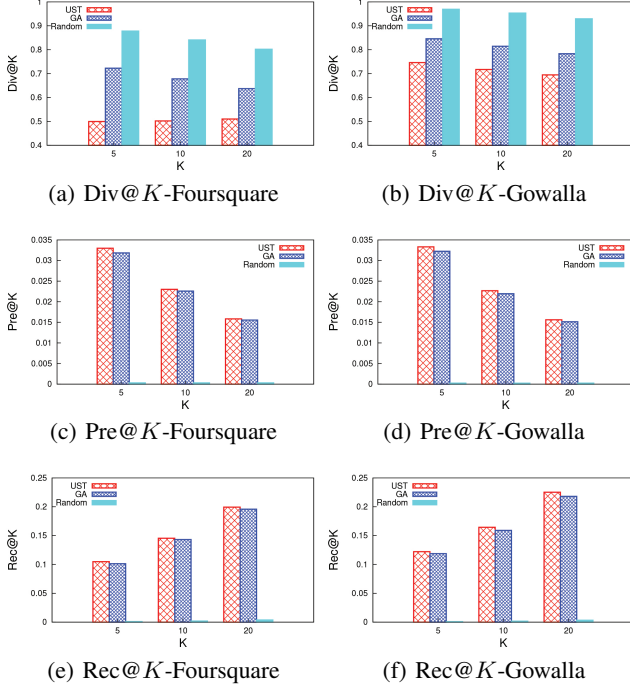 UST
GA
Random
Div@K
1
0.9
0.8
0.7
0.6
0.5
0.4
5 10 20
K
(a) Div@K-Foursquare
UST
GA
Random
Div@K
1
0.9
0.8
0.7
0.6
0.5
0.4
5 10 20
K
(b) Div@K-Gowalla
UST
GA
Random
Pre@K
0.035
0.03
0.025
0.02
0.015
0.01
0.005
0
5 10 20
K
(c) Pre@K-Foursquare
UST
GA
Random
Pre@K
0.035
0.03
0.025
0.02
0.015
0.01
0.005
0
5 10 20
K
(d) Pre@K-Gowalla
UST
GA
Random
Rec@K
0.25
0.2
0.15
0.1
0.05
0
5 10 20
K
(e) Rec@K-Foursquare
UST
GA
Random
Rec@K
0.25
0.2
0.15
0.1
0.05
0
5 10 20
K
(f) Rec@K-Gowalla